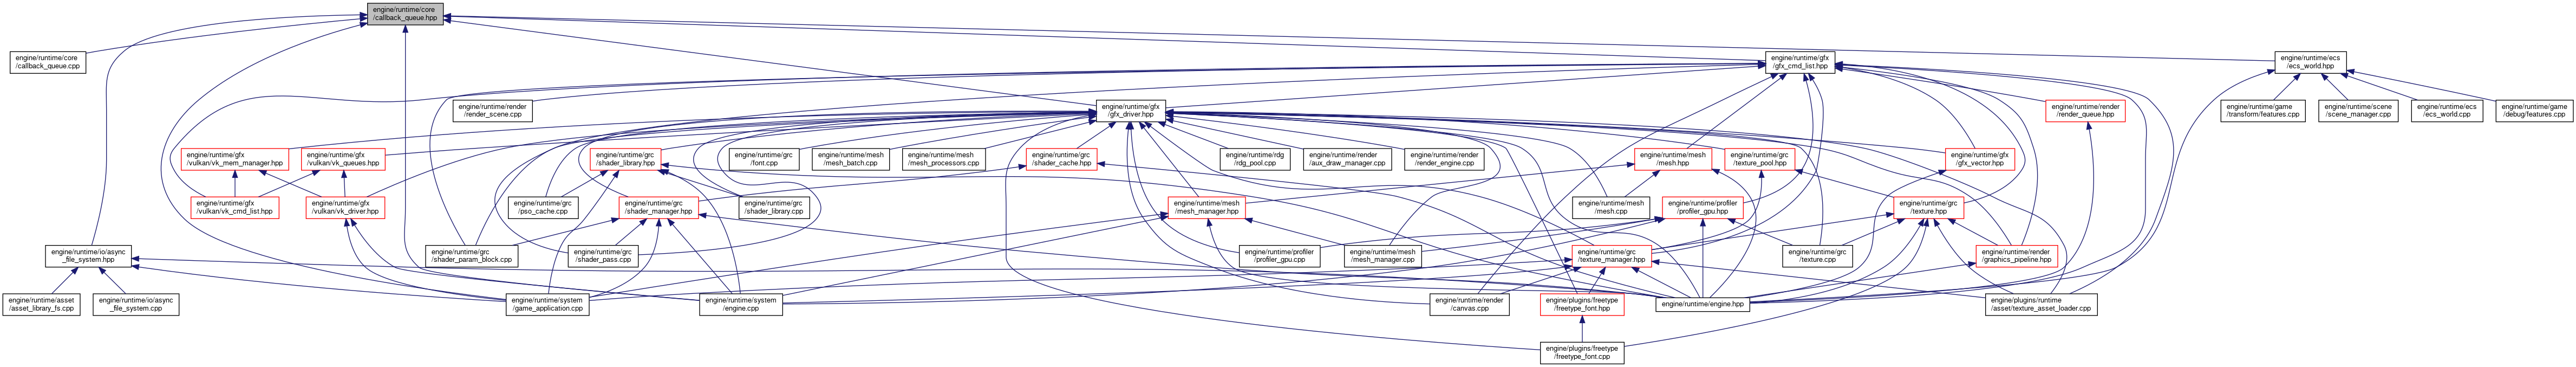 engine/runtime/core
/callback_queue.hpp
engine/runtime/core
/callback_queue.cpp
engine/runtime/gfx
/gfx_cmd_list.hpp
engine/runtime/ecs
/ecs_world.hpp
engine/runtime/render
/render_scene.cpp
engine/runtime/gfx
/gfx_driver.hpp
engine/runtime/render
/render_queue.hpp
engine/runtime/game
/transform/features.cpp
engine/runtime/scene
/scene_manager.cpp
engine/runtime/ecs
/ecs_world.cpp
engine/runtime/game
/debug/features.cpp
engine/runtime/gfx
/vulkan/vk_mem_manager.hpp
engine/runtime/gfx
/vulkan/vk_queues.hpp
engine/runtime/grc
/shader_library.hpp
engine/runtime/grc
/font.cpp
engine/runtime/mesh
/mesh_batch.cpp
engine/runtime/mesh
/mesh_processors.cpp
engine/runtime/grc
/shader_cache.hpp
engine/runtime/rdg
/rdg_pool.cpp
engine/runtime/render
/aux_draw_manager.cpp
engine/runtime/render
/render_engine.cpp
engine/runtime/mesh
/mesh.hpp
engine/runtime/grc
/texture_pool.hpp
engine/runtime/gfx
/gfx_vector.hpp
engine/runtime/gfx
/vulkan/vk_cmd_list.hpp
engine/runtime/gfx
/vulkan/vk_driver.hpp
engine/runtime/grc
/pso_cache.cpp
engine/runtime/grc
/shader_manager.hpp
engine/runtime/grc
/shader_library.cpp
engine/runtime/mesh
/mesh_manager.hpp
engine/runtime/mesh
/mesh.cpp
engine/runtime/profiler
/profiler_gpu.hpp
engine/runtime/grc
/texture.hpp
engine/runtime/io/async
_file_system.hpp
engine/runtime/grc
/shader_param_block.cpp
engine/runtime/grc
/shader_pass.cpp
engine/runtime/profiler
/profiler_gpu.cpp
engine/runtime/mesh
/mesh_manager.cpp
engine/runtime/grc
/texture_manager.hpp
engine/runtime/grc
/texture.cpp
engine/runtime/render
/graphics_pipeline.hpp
engine/runtime/asset
/asset_library_fs.cpp
engine/runtime/io/async
_file_system.cpp
engine/runtime/system
/game_application.cpp
engine/runtime/system
/engine.cpp
engine/runtime/render
/canvas.cpp
engine/plugins/freetype
/freetype_font.hpp
engine/runtime/engine.hpp
engine/plugins/runtime
/asset/texture_asset_loader.cpp
engine/plugins/freetype
/freetype_font.cpp